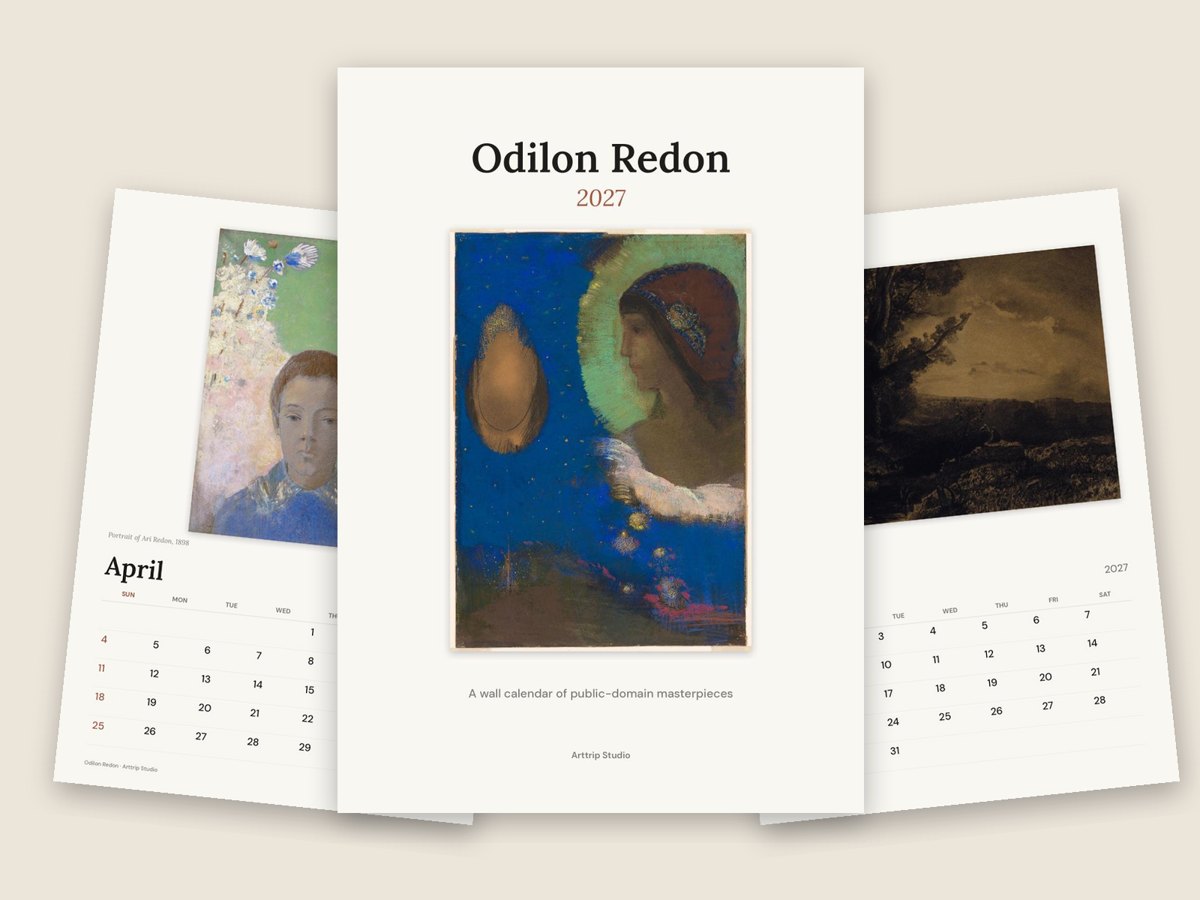 Odilon Redon
2027
A wall calendar of public-domain masterpieces
Arttrip Studio
Portrait of Ari Redon, 1898
April
SUN MON TUE WED TH
1
4 5 6 7 8
11 12 13 14 15
18 19 20 21 22
25 26 27 28 29
Odilon Redon · Arttrip Studio
2027
TUE WED THU FRI SAT
3 4 5 6 7
10 11 12 13 14
17 18 19 20 21
24 25 26 27 28
31